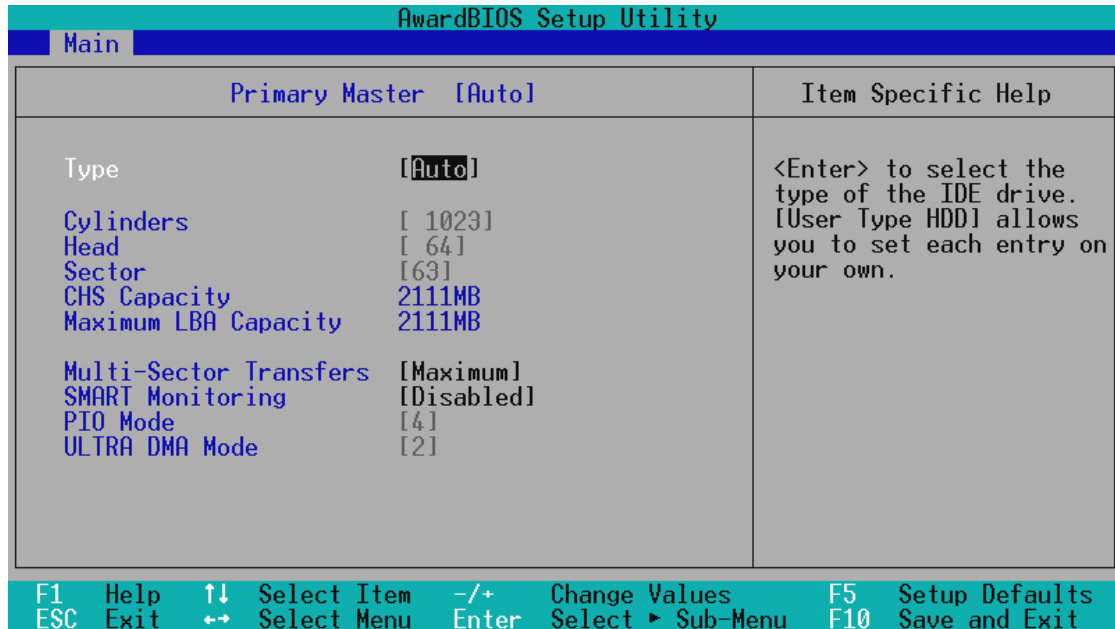 AwardBIOS Setup Utility
Main
Primary Master [Auto]
Item Specific Help
Type [Auto]
Cylinders [ 1023]
Head [ 64]
Sector [63]
CHS Capacity 2111MB
Maximum LBA Capacity 2111MB
Multi-Sector Transfers [Maximum]
SMART Monitoring [Disabled]
PIO Mode [4]
ULTRA DMA Mode [2]
<Enter> to select the
type of the IDE drive.
[User Type HDD] allows
you to set each entry on
your own.
F1 Help ↑↓ Select Item -/+ Change Values F5 Setup Defaults
ESC Exit ←→ Select Menu Enter Select ► Sub-Menu F10 Save and Exit